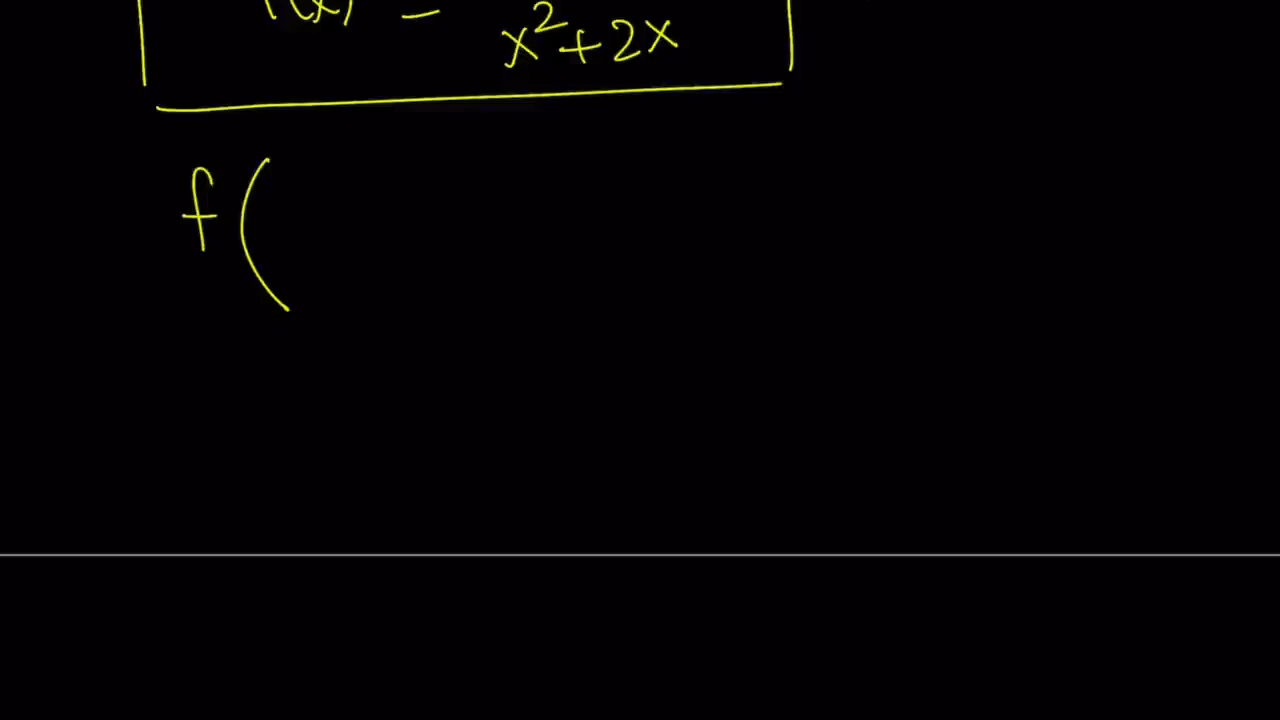 f(x) = x²+2x
f(